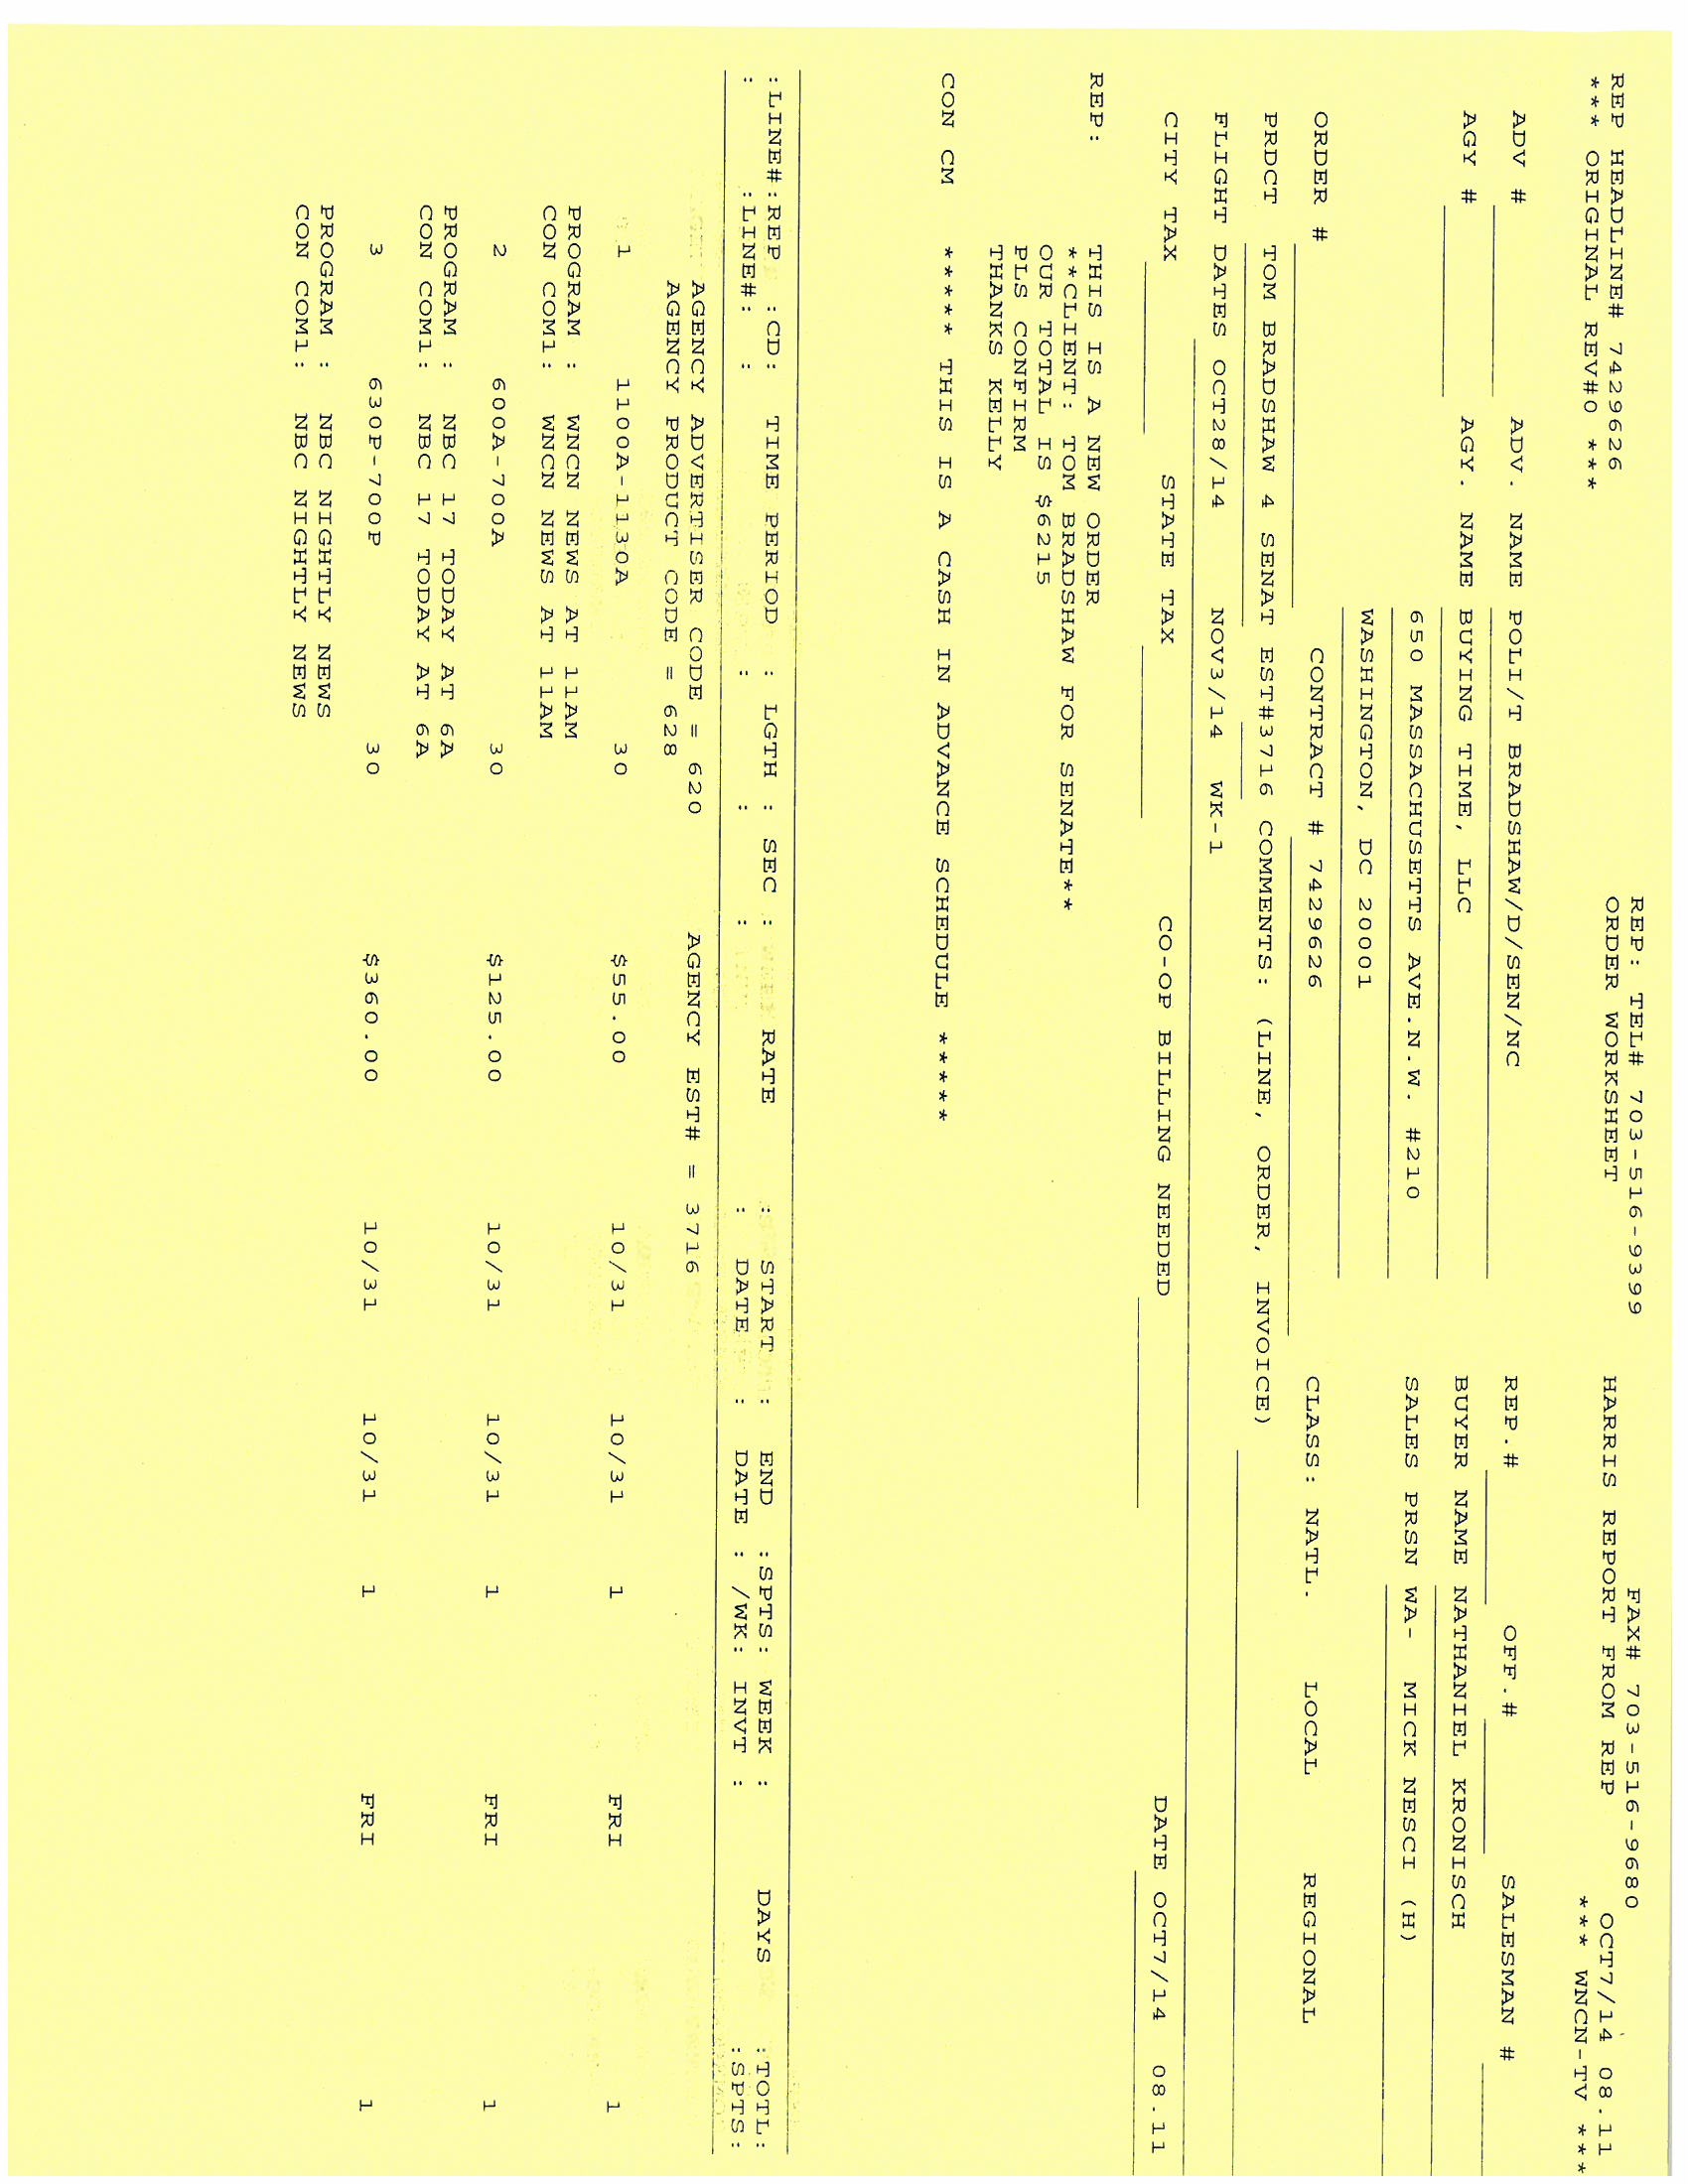 REP: TEL# 703-516-9399 FAX# 703-516-9680
REP HEADLINE# 7429626 ORDER WORKSHEET HARRIS REPORT FROM REP OCT7/14 08.11
*** ORIGINAL REV#0 *** *** WNCN-TV ***
ADV # ADV. NAME POLI/T BRADSHAW/D/SEN/NC REP.# OFF.# SALESMAN #
AGY # AGY. NAME BUYING TIME, LLC BUYER NAME NATHANIEL KRONISCH
650 MASSACHUSETTS AVE.N.W. #210 SALES PRSN WA- MICK NESCI (H)
WASHINGTON, DC 20001
ORDER # CONTRACT # 7429626 CLASS: NATL. LOCAL REGIONAL
PRDCT TOM BRADSHAW 4 SENAT EST#3716 COMMENTS: (LINE, ORDER, INVOICE)
FLIGHT DATES OCT28/14 NOV3/14 WK-1
CITY TAX STATE TAX CO-OP BILLING NEEDED DATE OCT7/14 08.11
REP: THIS IS A NEW ORDER
**CLIENT: TOM BRADSHAW FOR SENATE**
OUR TOTAL IS $6215
PLS CONFIRM
THANKS KELLY
CON CM ***** THIS IS A CASH IN ADVANCE SCHEDULE *****
:LINE#:REP :CD: TIME PERIOD : LGTH : SEC : RATE : START : END :SPTS: WEEK : DAYS :TOTL:
: :LINE#: : : : : : DATE : DATE : /WK: INVT : :SPTS:
AGENCY ADVERTISER CODE = 620 AGENCY EST# = 3716
AGENCY PRODUCT CODE = 628
1 1100A-1130A 30 $55.00 10/31 10/31 1 FRI 1
PROGRAM : WNCN NEWS AT 11AM
CON COM1: WNCN NEWS AT 11AM
2 600A-700A 30 $125.00 10/31 10/31 1 FRI 1
PROGRAM : NBC 17 TODAY AT 6A
CON COM1: NBC 17 TODAY AT 6A
3 630P-700P 30 $360.00 10/31 10/31 1 FRI 1
PROGRAM : NBC NIGHTLY NEWS
CON COM1: NBC NIGHTLY NEWS